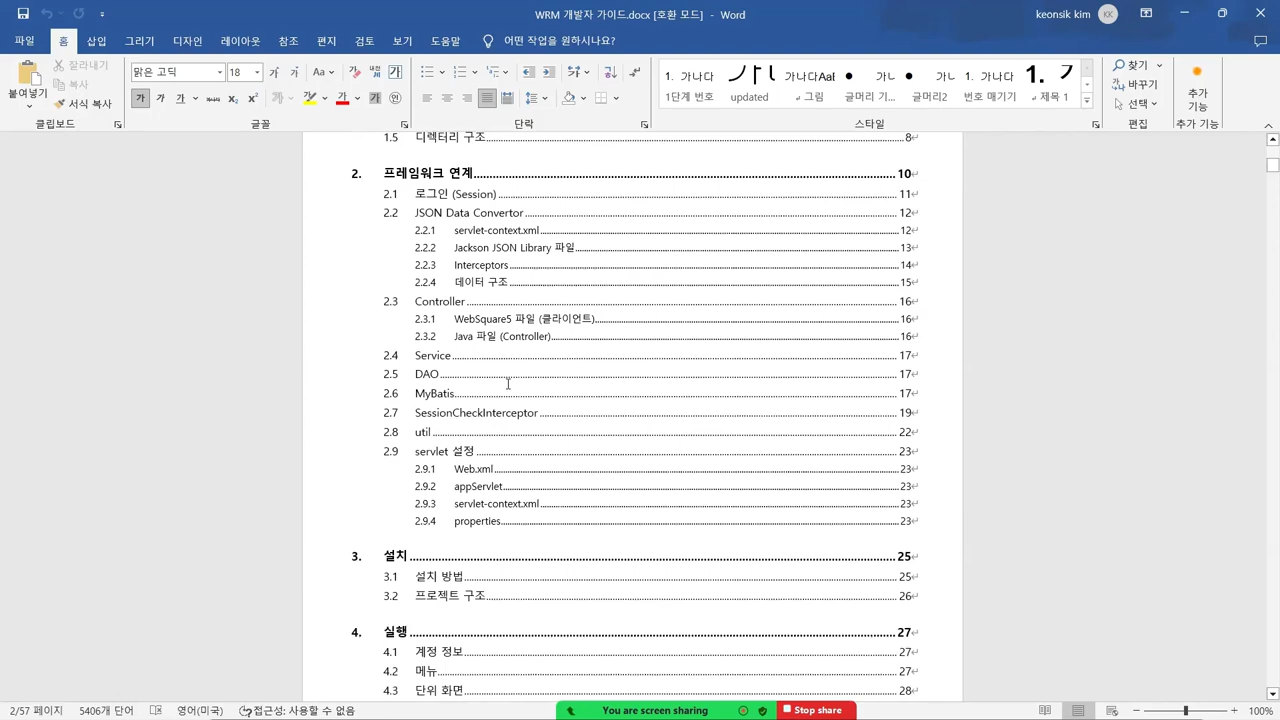 WRM 개발자 가이드.docx [호환 모드] - Word
keonsik kim
KK
파일 홈 삽입 그리기 디자인 레이아웃 참조 편지 검토 보기 도움말 어떤 작업을 원하시나요?
붙여넣기
잘라내기
복사
서식 복사
클립보드
맑은 고딕 18
글꼴
단락
1. 가나다
1단계 번호
updated
가나다AaB
그림
가느
글머리 기...
가느
글머리2
1. 가나다
번호 매기기
1.
제목 1
스타일
찾기
바꾸기
선택
편집
추가
기능
추가 기능
1.5 디렉터리 구조 8
2. 프레임워크 연계 10
2.1 로그인 (Session) 11
2.2 JSON Data Convertor 12
2.2.1 servlet-context.xml 12
2.2.2 Jackson JSON Library 파일 13
2.2.3 Interceptors 14
2.2.4 데이터 구조 15
2.3 Controller 16
2.3.1 WebSquare5 파일 (클라이언트) 16
2.3.2 Java 파일 (Controller) 16
2.4 Service 17
2.5 DAO 17
2.6 MyBatis 17
2.7 SessionCheckInterceptor 19
2.8 util 22
2.9 servlet 설정 23
2.9.1 Web.xml 23
2.9.2 appServlet 23
2.9.3 servlet-context.xml 23
2.9.4 properties 23
3. 설치 25
3.1 설치 방법 25
3.2 프로젝트 구조 26
4. 실행 27
4.1 계정 정보 27
4.2 메뉴 27
4.3 단위 화면 28
2/57 페이지 5406개 단어 영어(미국) 접근성: 사용할 수 없음
You are screen sharing
Stop share
100%